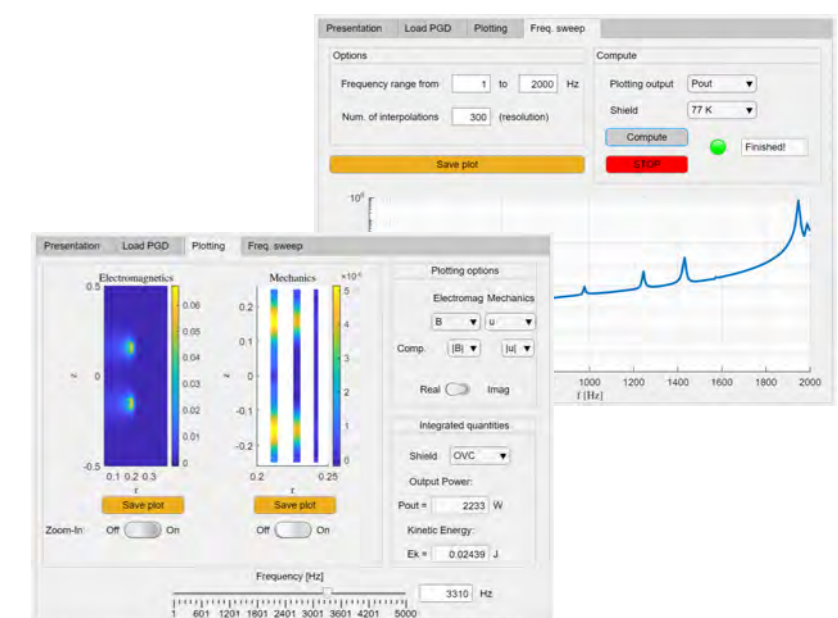 Presentation Load PGD Plotting Freq. sweep
Options
Frequency range from 1 to 2000 Hz
Num. of interpolations 300 (resolution)
Save plot
Compute
Plotting output Pout
Shield 77 K
Compute
Finished!
STOP
1000 1200 1400 1600 1800 2000
f [Hz]
Presentation Load PGD Plotting Freq. sweep
Electromagnetics
0.5
0
-0.5
z
0.1 0.2 0.3
r
0.06
0.05
0.04
0.03
0.02
0.01
0
Save plot
Mechanics
0.2
0.1
0
-0.1
-0.2
z
0.2 0.25
r
5
4
3
2
1
0
Save plot
Zoom-In: Off On
Off On
Plotting options
Electromag Mechanics
B u
Comp. |B| |u|
Real Imag
Integrated quantities
Shield OVC
Output Power:
Pout = 2233 W
Kinetic Energy:
Ek = 0.02439 J
Frequency [Hz]
3310 Hz
1 601 1201 1801 2401 3001 3601 4201 5000